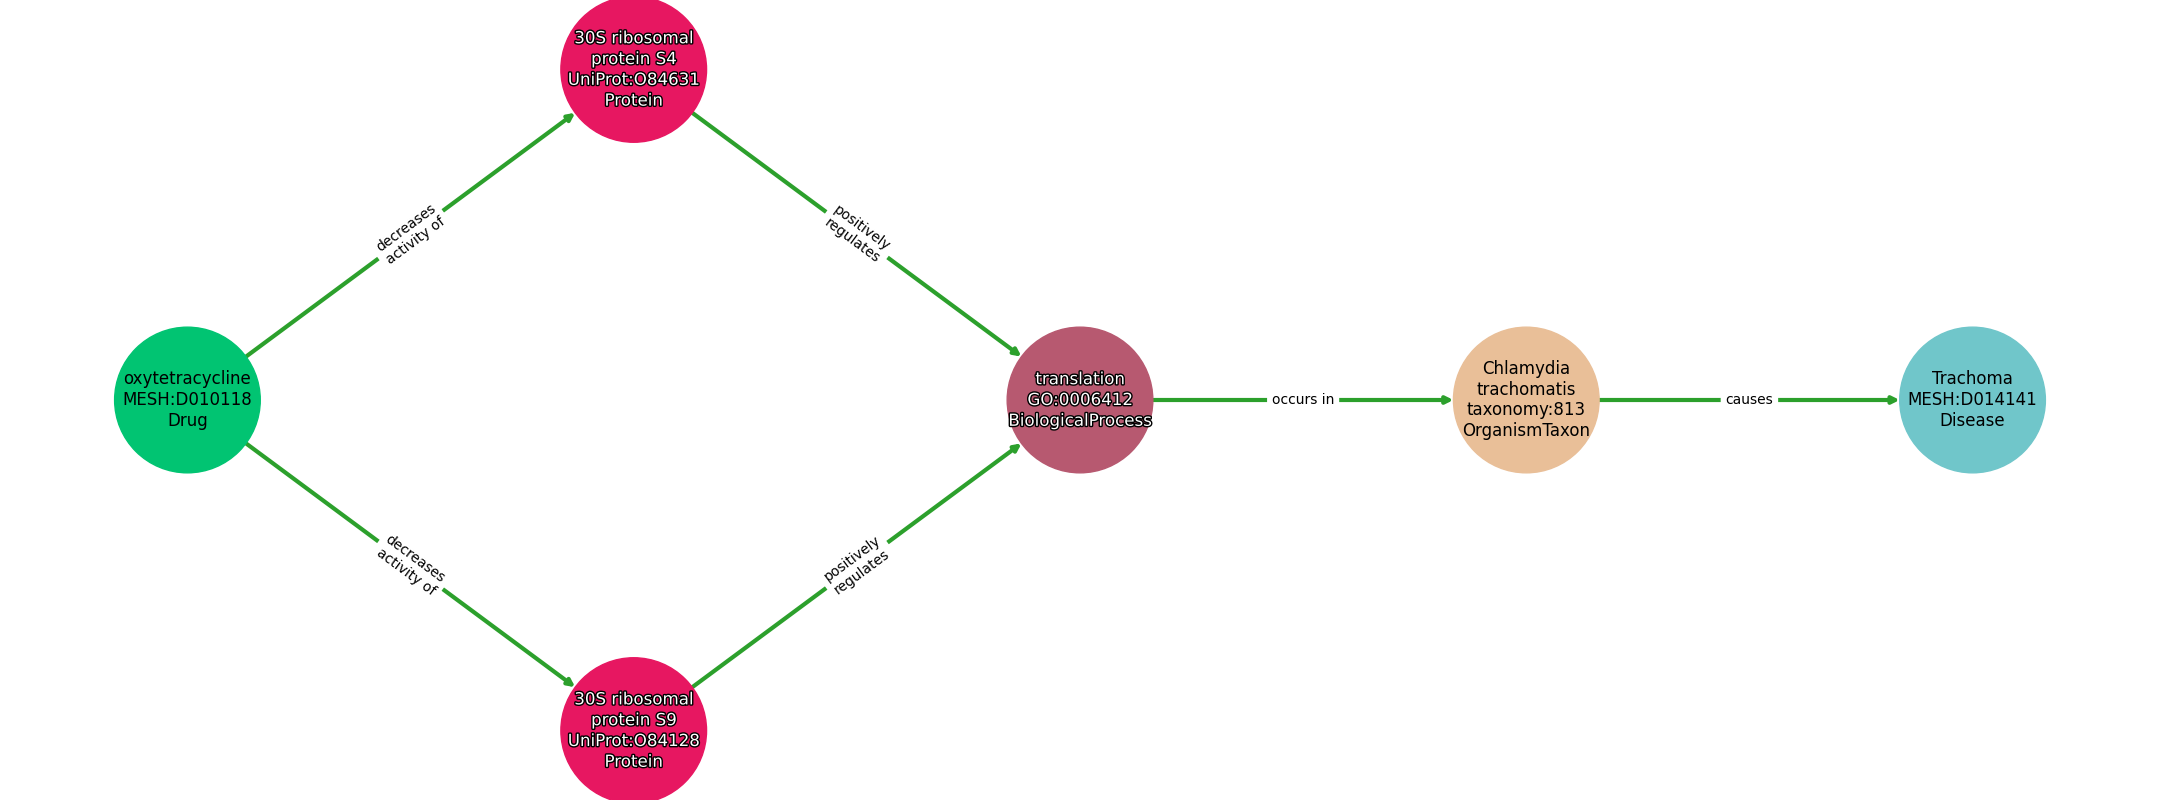 30S ribosomal
protein S4
UniProt:O84631
Protein
decreases
activity of
positively
regulates
oxytetracycline
MESH:D010118
Drug
translation
GO:0006412
BiologicalProcess
occurs in
Chlamydia
trachomatis
taxonomy:813
OrganismTaxon
causes
Trachoma
MESH:D014141
Disease
decreases
activity of
positively
regulates
30S ribosomal
protein S9
UniProt:O84128
Protein